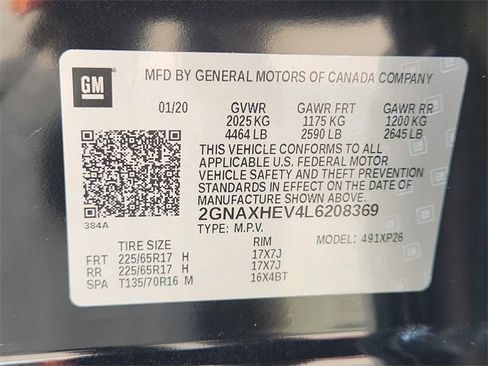 GM
MFD BY GENERAL MOTORS OF CANADA COMPANY
01/20 GVWR GAWR FRT GAWR RR
2025 KG 1175 KG 1200 KG
4464 LB 2590 LB 2645 LB
THIS VEHICLE CONFORMS TO ALL
APPLICABLE U.S. FEDERAL MOTOR
VEHICLE SAFETY AND THEFT PREVENTION
STANDARDS IN EFFECT ON THE DATE OF
MANUFACTURE SHOWN ABOVE.
2GNAXHEV4L6208369
384A
TYPE: M.P.V. MODEL: 491XP26
TIRE SIZE RIM
FRT 225/65R17 H 17X7J
RR 225/65R17 H 17X7J
SPA T135/70R16 M 16X4BT